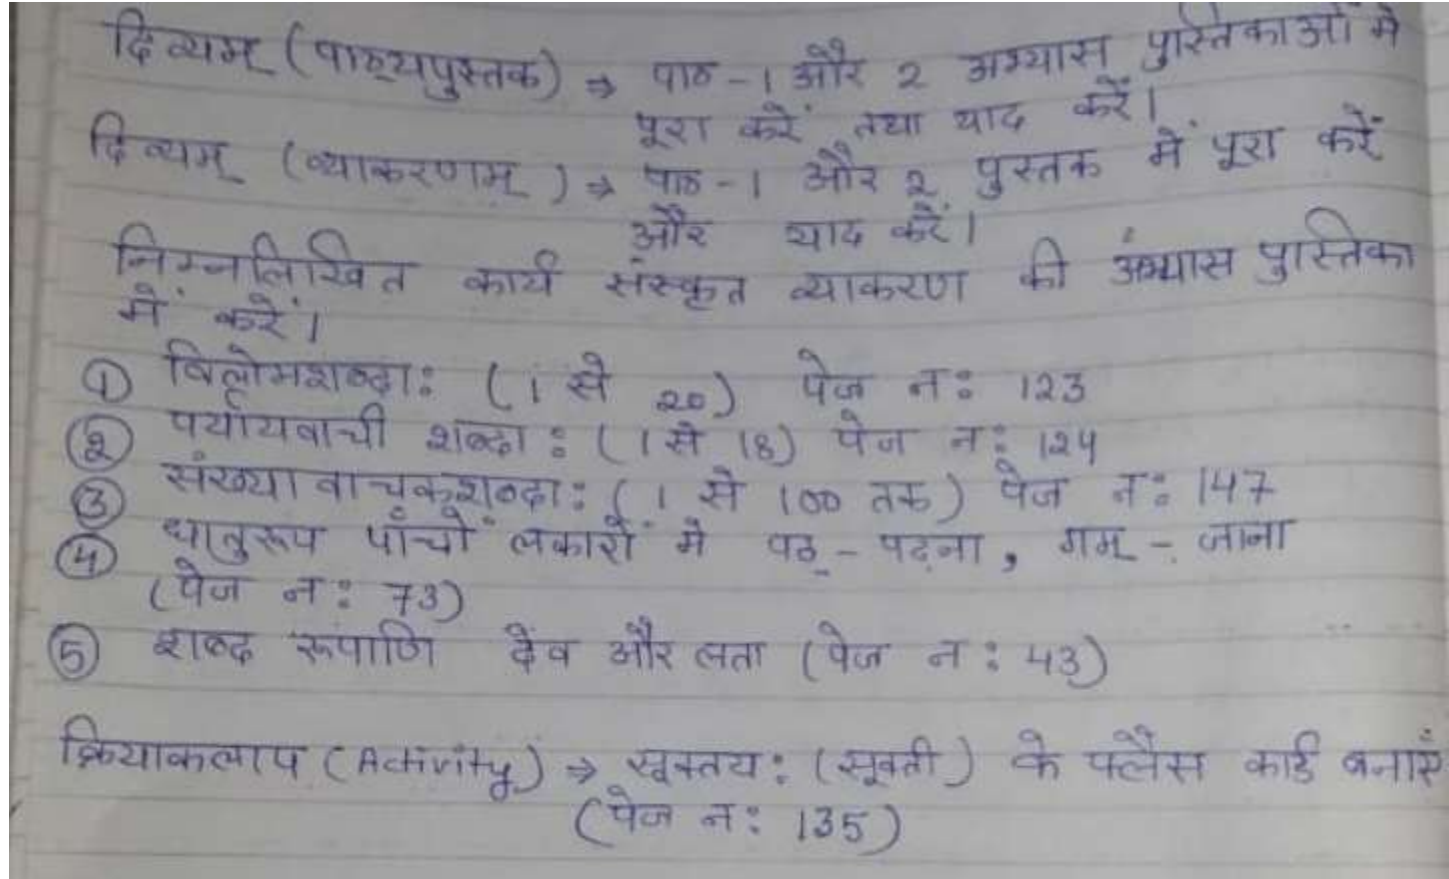 दिव्यम् (पाठ्यपुस्तक) ⇒ पाठ -1 और 2 अभ्यास पुस्तिकाओं में
पूरा करें तथा याद करें।
दिव्यम् (व्याकरणम्) ⇒ पाठ -1 और 2 पुस्तक में पूरा करें
और याद करें।
निम्नलिखित कार्य संस्कृत व्याकरण की अभ्यास पुस्तिका
में करें।
① विलोमशब्दा: (1 से 20) पेज न: 123
② पर्यायवाची शब्दा: (1 से 18) पेज न: 124
③ संख्यावाचकशब्दा: (1 से 100 तक) पेज न: 147
④ धातुरूप पाँचों लकारों में पठ् - पढ़ना, गम् - जाना
(पेज न: 73)
⑤ शब्द रूपाणि देव और लता (पेज न: 43)
क्रियाकलाप (Activity) ⇒ सूक्तय: (सूक्ती) के फ्लैस कार्ड बनाएं
(पेज न: 135)